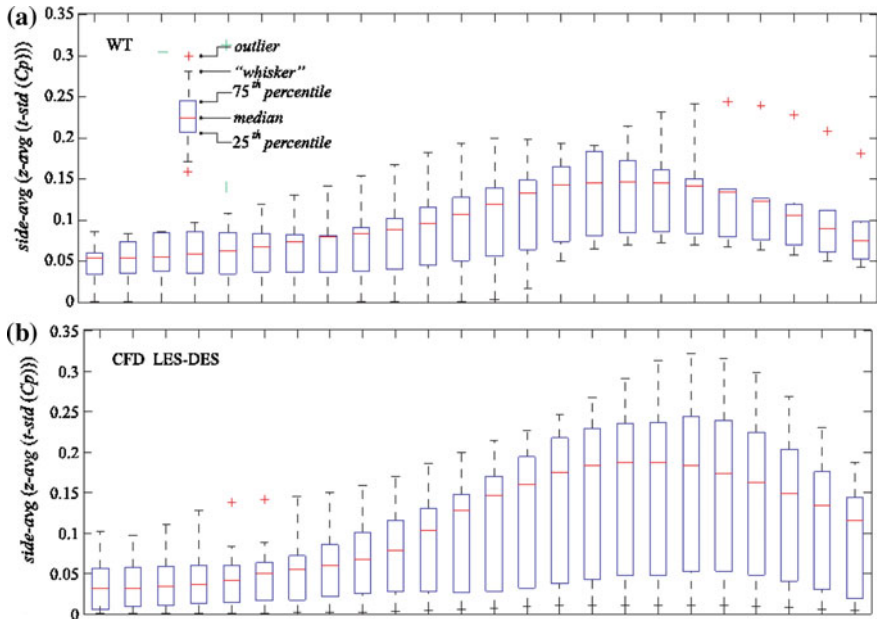 (a)
0.35
0.3
0.25
0.2
0.15
0.1
0.05
0
side-avg (z-avg (t-std (Cp)))
WT
outlier
"whisker"
75th percentile
median
25th percentile
(b)
0.35
0.3
0.25
0.2
0.15
0.1
0.05
0
side-avg (z-avg (t-std (Cp)))
CFD LES-DES